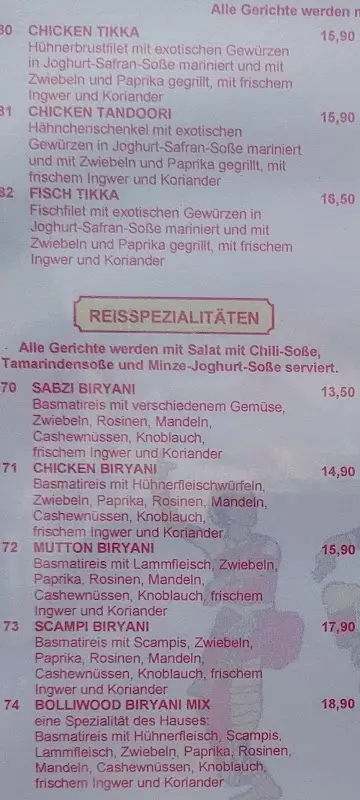 Alle Gerichte werden
80 CHICKEN TIKKA 15,90
Hühnerbrustfilet mit exotischen Gewürzen
in Joghurt-Safran-Soße mariniert und mit
Zwiebeln und Paprika gegrillt, mit frischem
Ingwer und Koriander
81 CHICKEN TANDOORI 15,90
Hähnchenschenkel mit exotischen
Gewürzen in Joghurt-Safran-Soße mariniert
und mit Zwiebeln und Paprika gegrillt, mit
frischem Ingwer und Koriander
82 FISCH TIKKA 16,50
Fischfilet mit exotischen Gewürzen in
Joghurt-Safran-Soße mariniert und mit
Zwiebeln und Paprika gegrillt, mit frischem
Ingwer und Koriander
REISSPEZIALITÄTEN
Alle Gerichte werden mit Salat mit Chili-Soße,
Tamarindensoße und Minze-Joghurt-Soße serviert.
70 SABZI BIRYANI 13,50
Basmatireis mit verschiedenem Gemüse,
Zwiebeln, Rosinen, Mandeln,
Cashewnüssen, Knoblauch,
frischem Ingwer und Koriander
71 CHICKEN BIRYANI 14,90
Basmatireis mit Hühnerfleischwürfeln,
Zwiebeln, Paprika, Rosinen, Mandeln,
Cashewnüssen, Knoblauch,
frischem Ingwer und Koriander
72 MUTTON BIRYANI 15,90
Basmatireis mit Lammfleisch, Zwiebeln,
Paprika, Rosinen, Mandeln,
Cashewnüssen, Knoblauch, frischem
Ingwer und Koriander
73 SCAMPI BIRYANI 17,90
Basmatireis mit Scampis, Zwiebeln,
Paprika, Rosinen, Mandeln,
Cashewnüssen, Knoblauch, frischem
Ingwer und Koriander
74 BOLLIWOOD BIRYANI MIX 18,90
eine Spezialität des Hauses:
Basmatireis mit Hühnerfleisch, Scampis,
Lammfleisch, Zwiebeln, Paprika, Rosinen,
Mandeln, Cashewnüssen, Knoblauch,
frischem Ingwer und Koriander